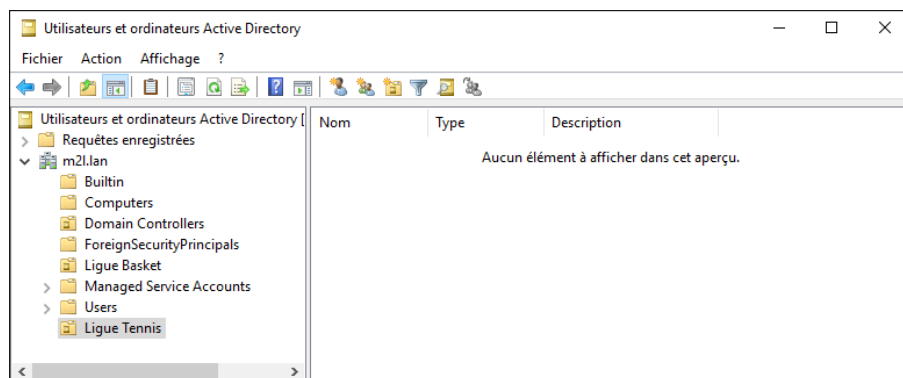 Utilisateurs et ordinateurs Active Directory
Fichier Action Affichage ?
Utilisateurs et ordinateurs Active Directory [
Requêtes enregistrées
m2l.lan
Builtin
Computers
Domain Controllers
ForeignSecurityPrincipals
Ligue Basket
Managed Service Accounts
Users
Ligue Tennis
Nom Type Description
Aucun élément à afficher dans cet aperçu.